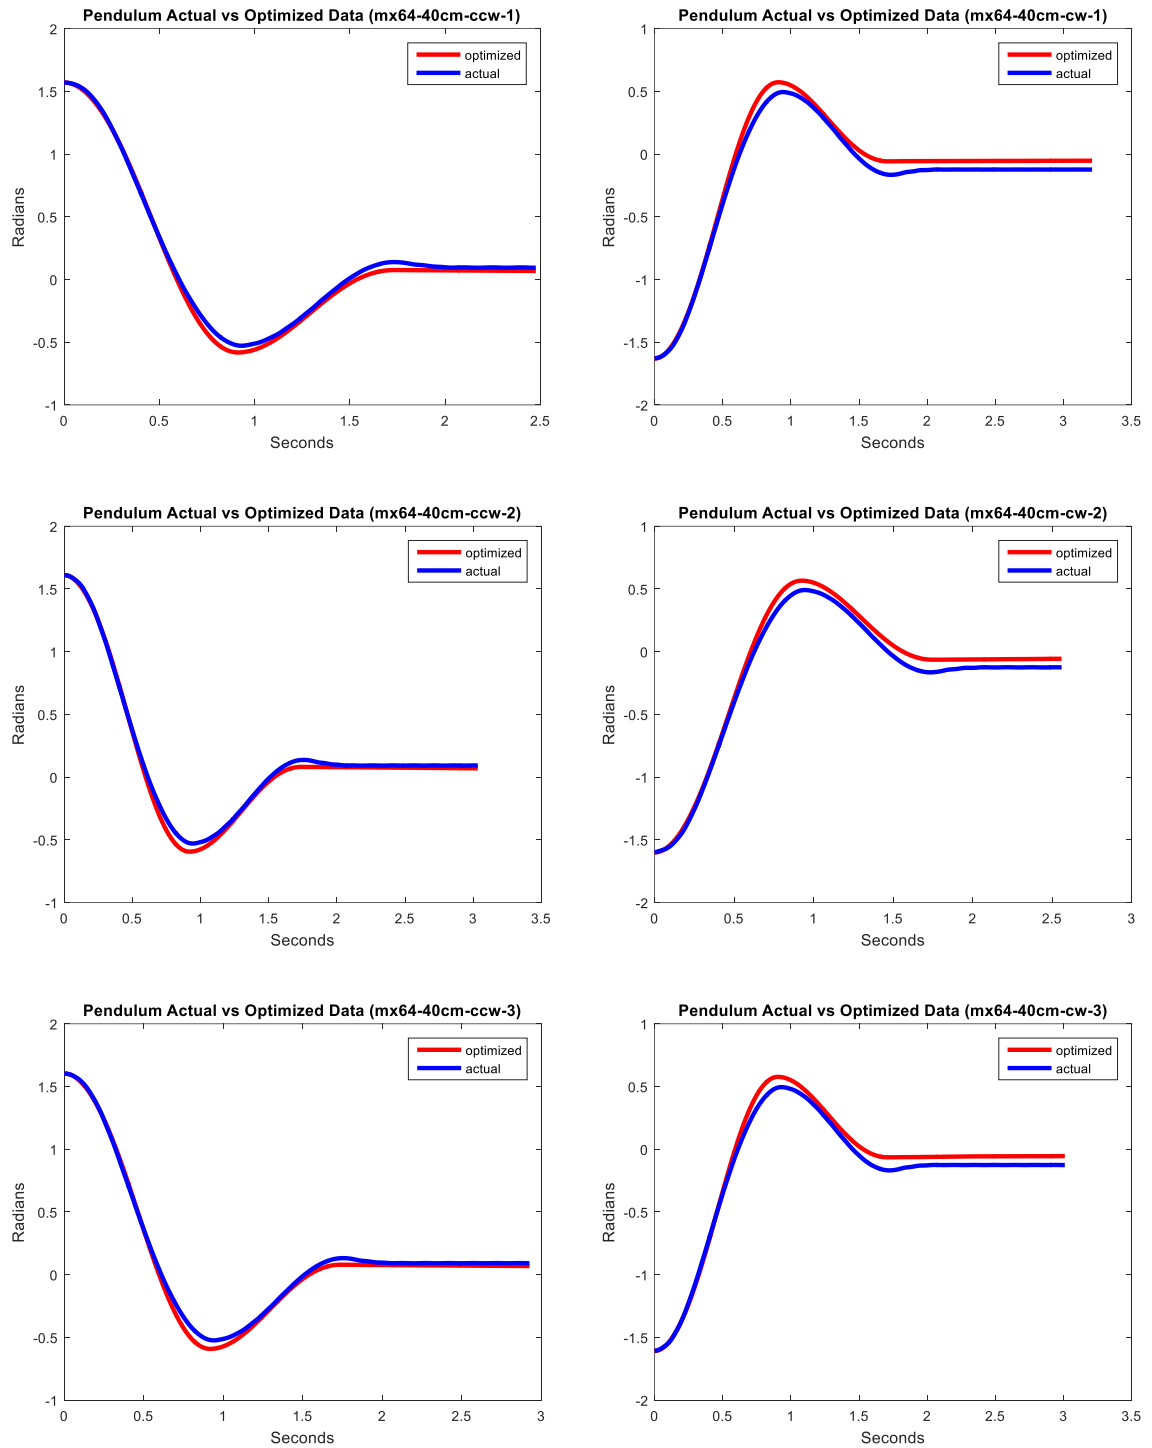 Pendulum Actual vs Optimized Data (mx64-40cm-ccw-1)
2
1.5
1
0.5
0
-0.5
-1
Radians
optimized
actual
0 0.5 1 1.5 2 2.5
Seconds
Pendulum Actual vs Optimized Data (mx64-40cm-cw-1)
1
0.5
0
-0.5
-1
-1.5
-2
Radians
optimized
actual
0 0.5 1 1.5 2 2.5 3 3.5
Seconds
Pendulum Actual vs Optimized Data (mx64-40cm-ccw-2)
2
1.5
1
0.5
0
-0.5
-1
Radians
optimized
actual
0 0.5 1 1.5 2 2.5 3 3.5
Seconds
Pendulum Actual vs Optimized Data (mx64-40cm-cw-2)
1
0.5
0
-0.5
-1
-1.5
-2
Radians
optimized
actual
0 0.5 1 1.5 2 2.5 3
Seconds
Pendulum Actual vs Optimized Data (mx64-40cm-ccw-3)
2
1.5
1
0.5
0
-0.5
-1
Radians
optimized
actual
0 0.5 1 1.5 2 2.5 3
Seconds
Pendulum Actual vs Optimized Data (mx64-40cm-cw-3)
1
0.5
0
-0.5
-1
-1.5
-2
Radians
optimized
actual
0 0.5 1 1.5 2 2.5 3 3.5
Seconds